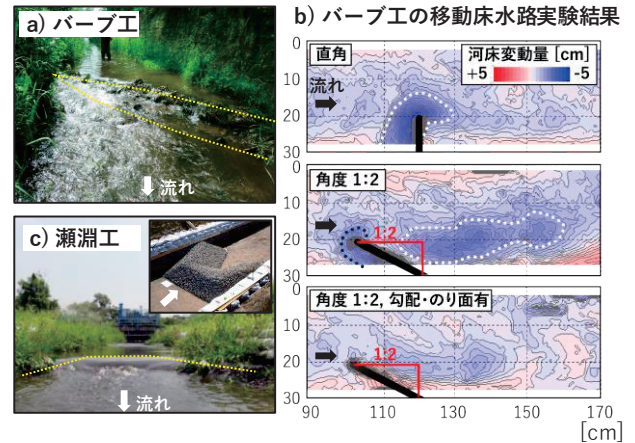 a) バーブ工
流れ
c) 瀬淵工
流れ
b) バーブ工の移動床水路実験結果
直角
河床変動量 [cm]
+5 -5
流れ
0
10
20
30
角度 1:2
1:2
0
10
20
30
角度 1:2, 勾配・のり面有
1:2
0
10
20
30
90 110 130 150 170
[cm]